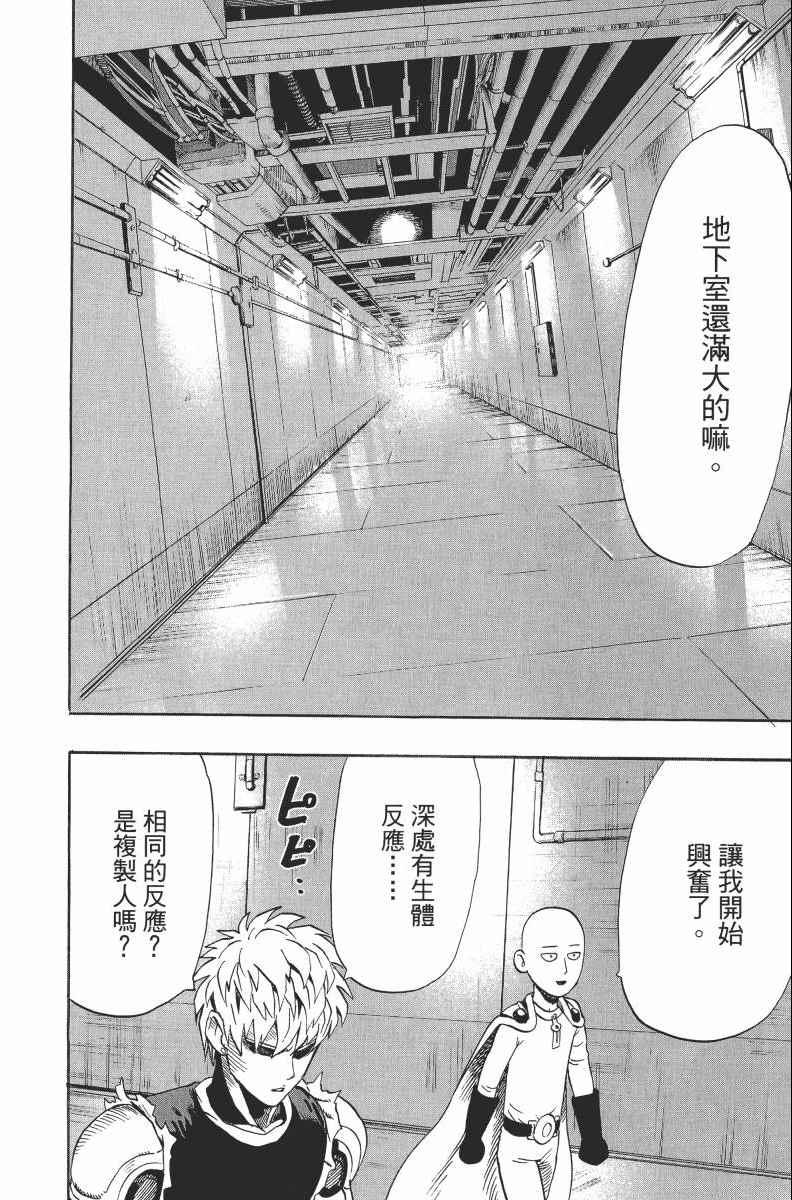 地下室還滿大的嘛。
讓我開始
興奮了。
深處有生體
反應……
ピピ…
相同的反應？
是複製人嗎？